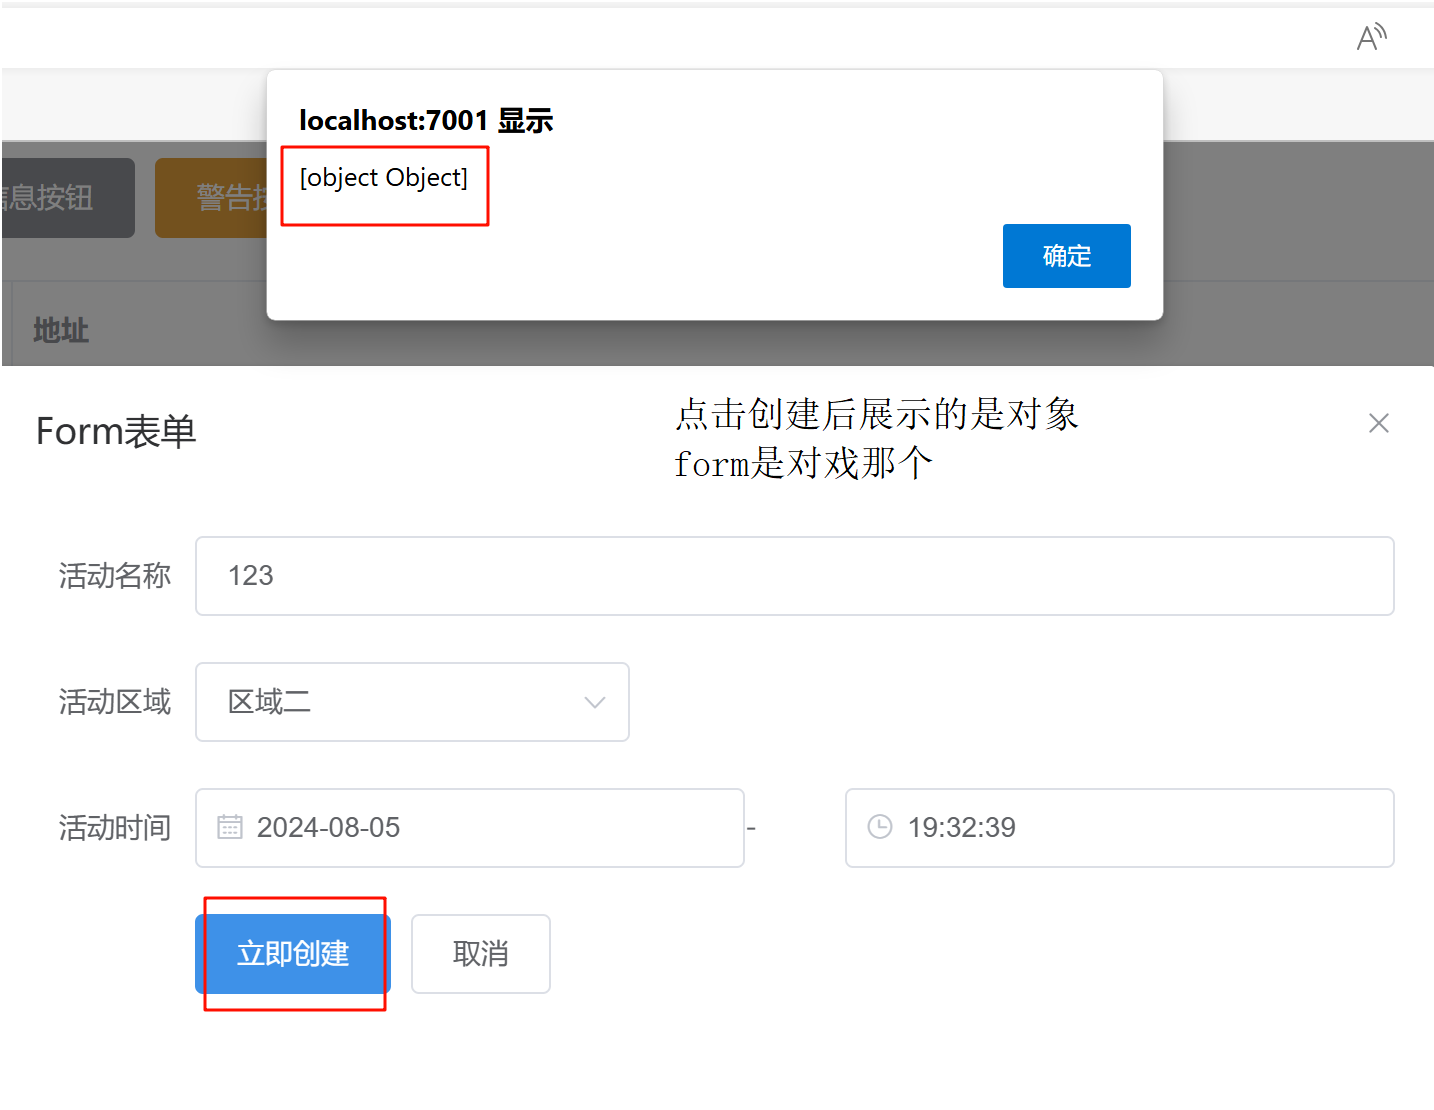 localhost:7001 显示
[object Object]
确定
息按钮
警告按
地址
Form表单
点击创建后展示的是对象
form是对戏那个
活动名称
123
活动区域
区域二
活动时间
2024-08-05
-
19:32:39
立即创建
取消